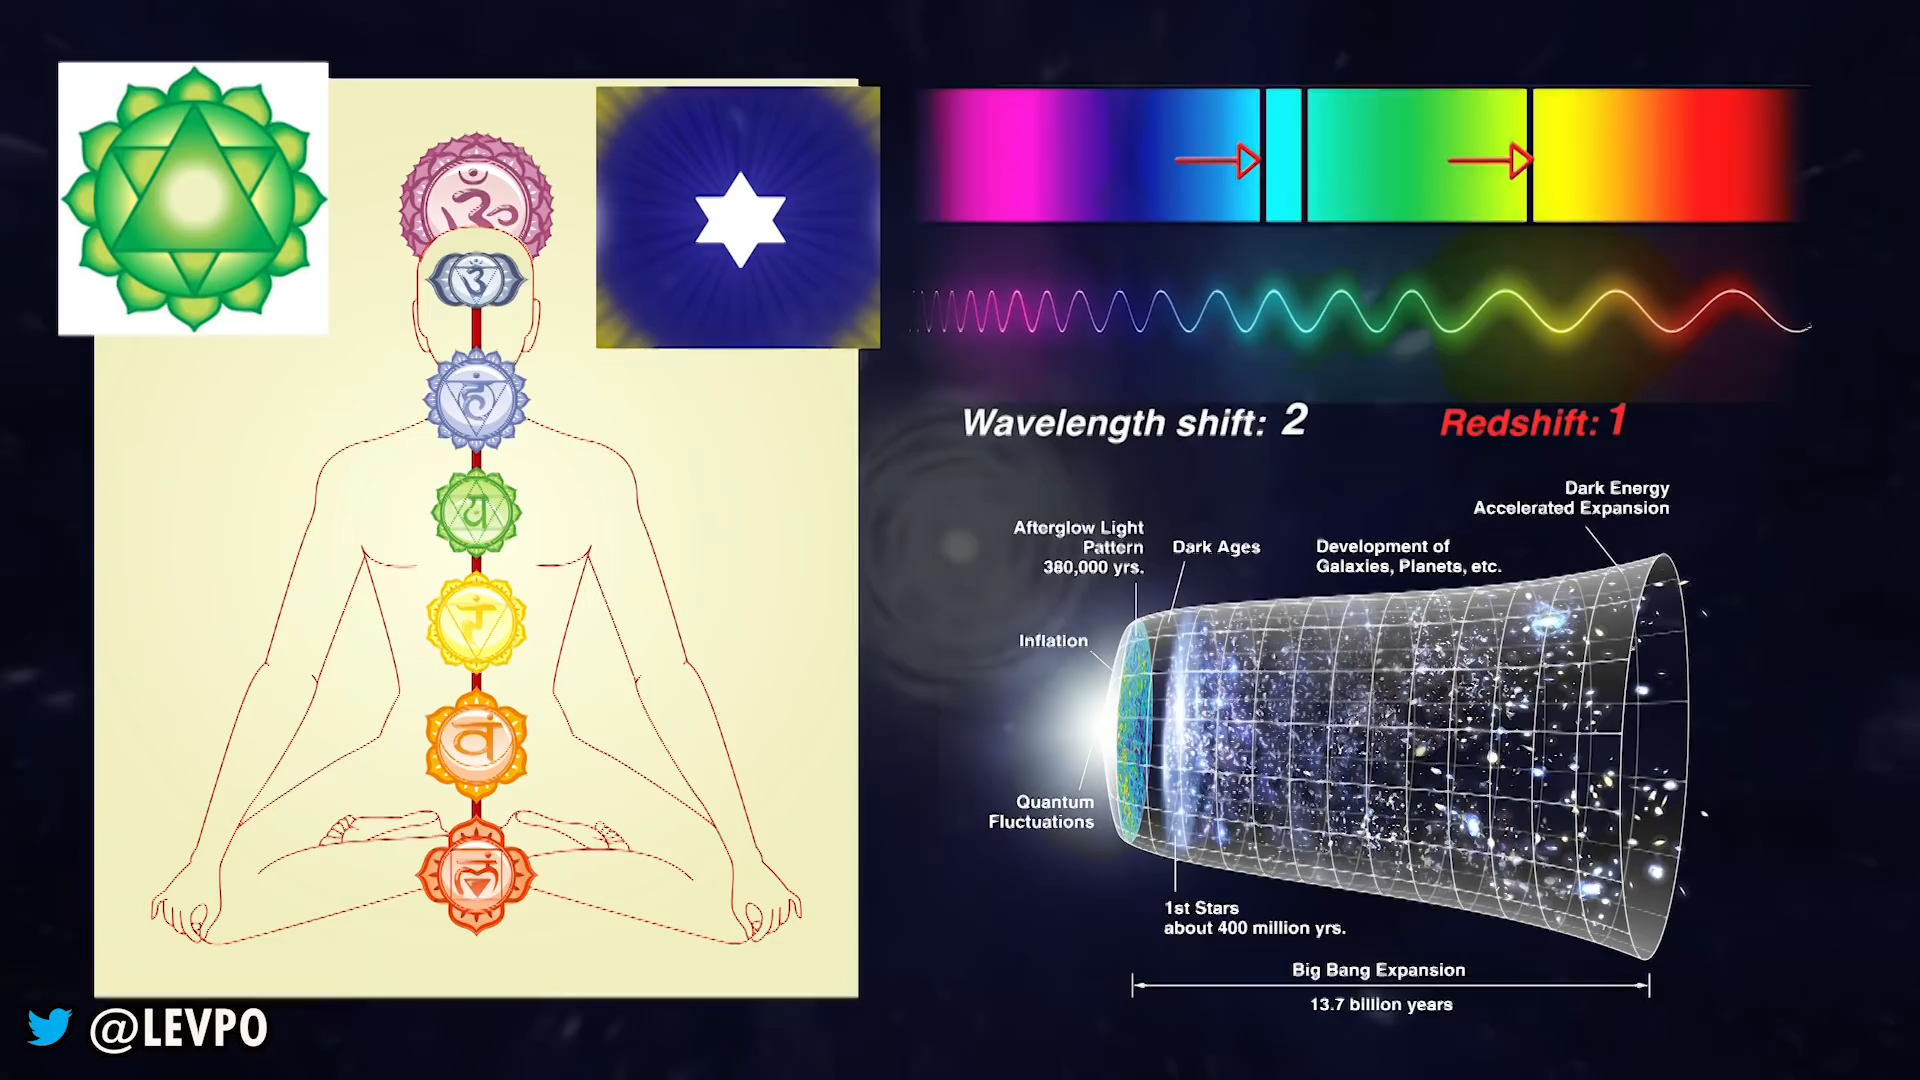 ॐ
ॐ
हं
यं
रं
वं
लं
@LEVPO
Wavelength shift: 2
Redshift: 1
Dark Energy
Accelerated Expansion
Afterglow Light
Pattern
380,000 yrs.
Dark Ages
Development of
Galaxies, Planets, etc.
Inflation
Quantum
Fluctuations
1st Stars
about 400 million yrs.
Big Bang Expansion
13.7 billion years